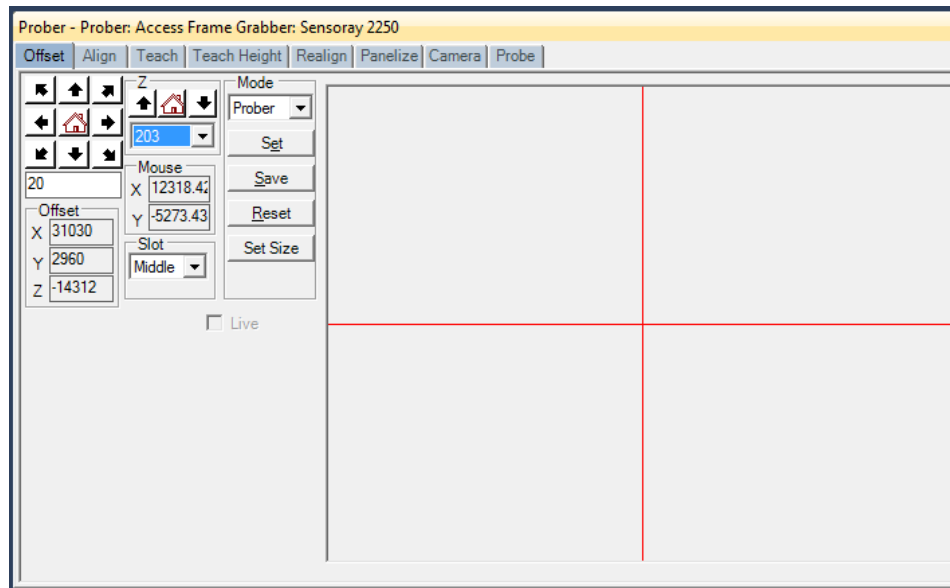 Prober - Prober: Access Frame Grabber: Sensoray 2250
Offset Align Teach Teach Height Realign Panelize Camera Probe
Z
Mode
Prober
203
Set
Mouse
X 12318.42
Save
20
Y -5273.43
Offset
Reset
X 31030
Slot
Set Size
Y 2960
Middle
Z -14312
Live